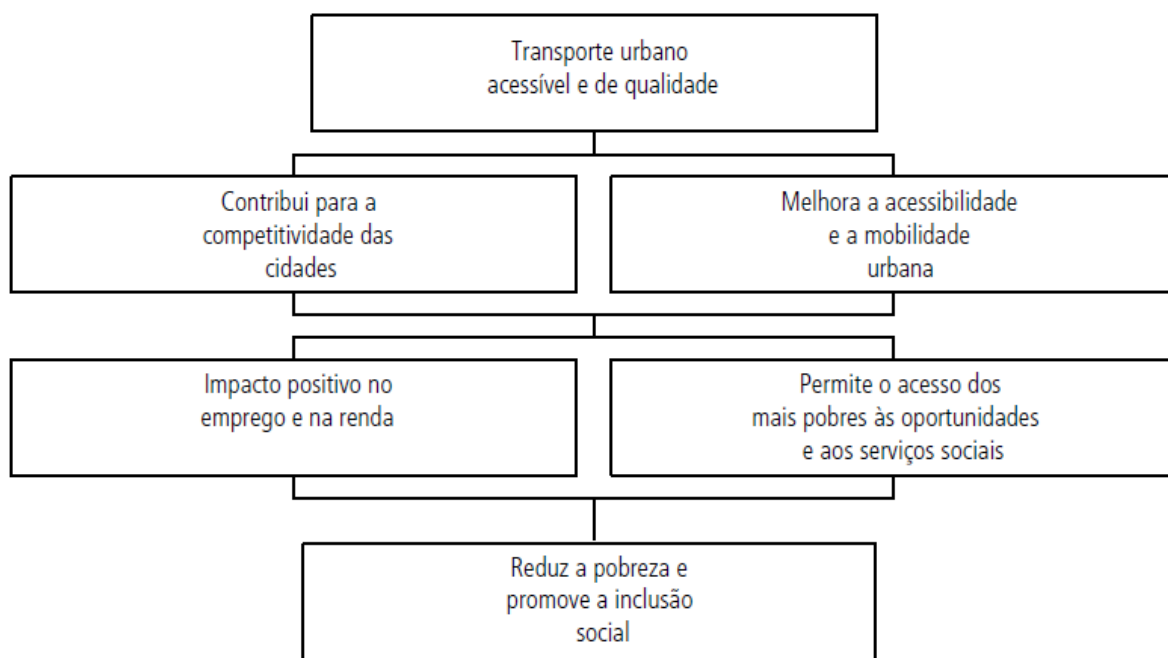 Transporte urbano
acessível e de qualidade
Contribui para a
competitividade das
cidades
Melhora a acessibilidade
e a mobilidade
urbana
Impacto positivo no
emprego e na renda
Permite o acesso dos
mais pobres às oportunidades
e aos serviços sociais
Reduz a pobreza e
promove a inclusão
social